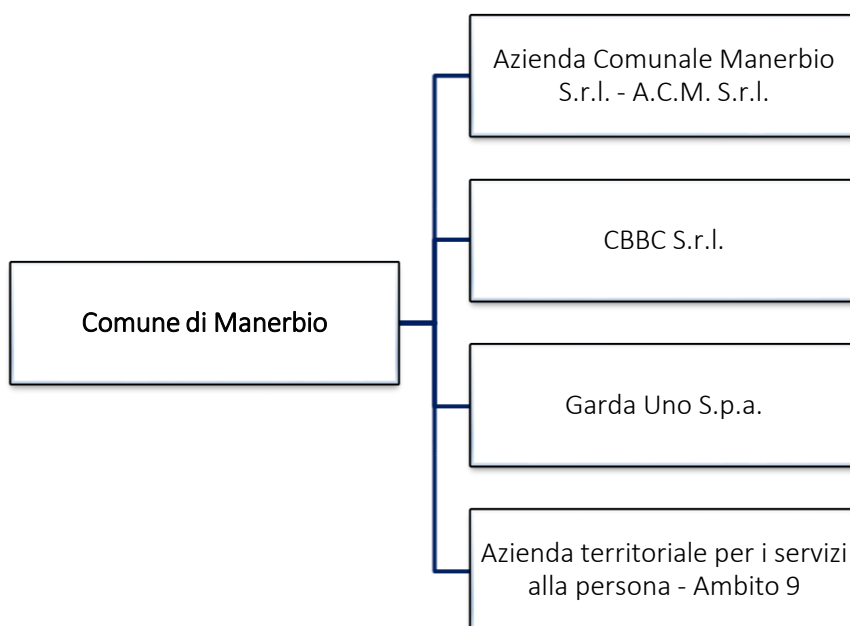 Azienda Comunale Manerbio
S.r.l. - A.C.M. S.r.l.
CBBC S.r.l.
Comune di Manerbio
Garda Uno S.p.a.
Azienda territoriale per i servizi
alla persona - Ambito 9